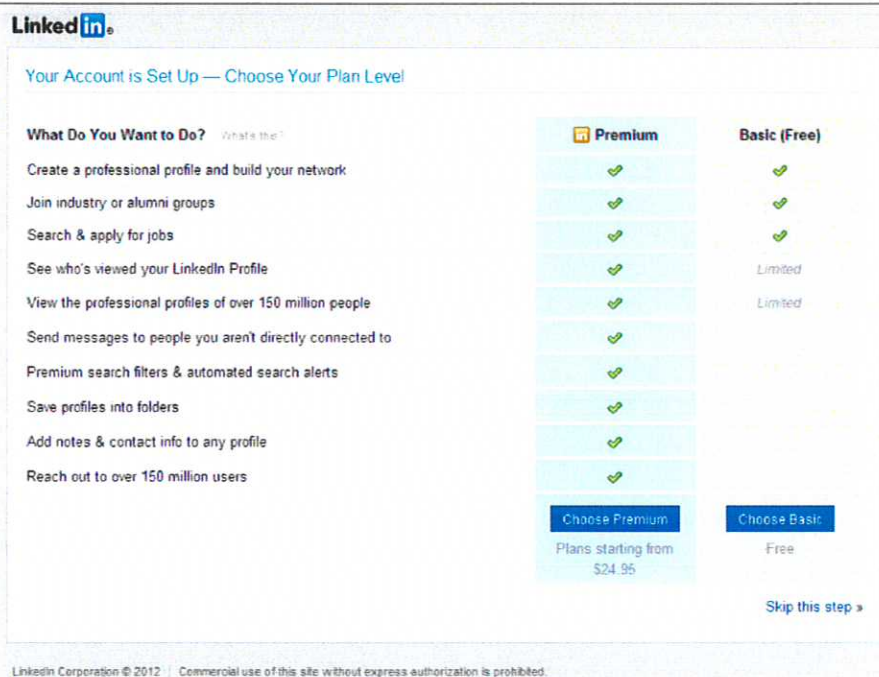 Linked in
Your Account is Set Up — Choose Your Plan Level
What Do You Want to Do? What's this? Premium Basic (Free)
Create a professional profile and build your network
Join industry or alumni groups
Search & apply for jobs
See who's viewed your LinkedIn Profile Limited
View the professional profiles of over 150 million people Limited
Send messages to people you aren't directly connected to
Premium search filters & automated search alerts
Save profiles into folders
Add notes & contact info to any profile
Reach out to over 150 million users
Choose Premium Choose Basic
Plans starting from Free
$24.95
Skip this step »
LinkedIn Corporation © 2012 | Commercial use of this site without express authorization is prohibited.